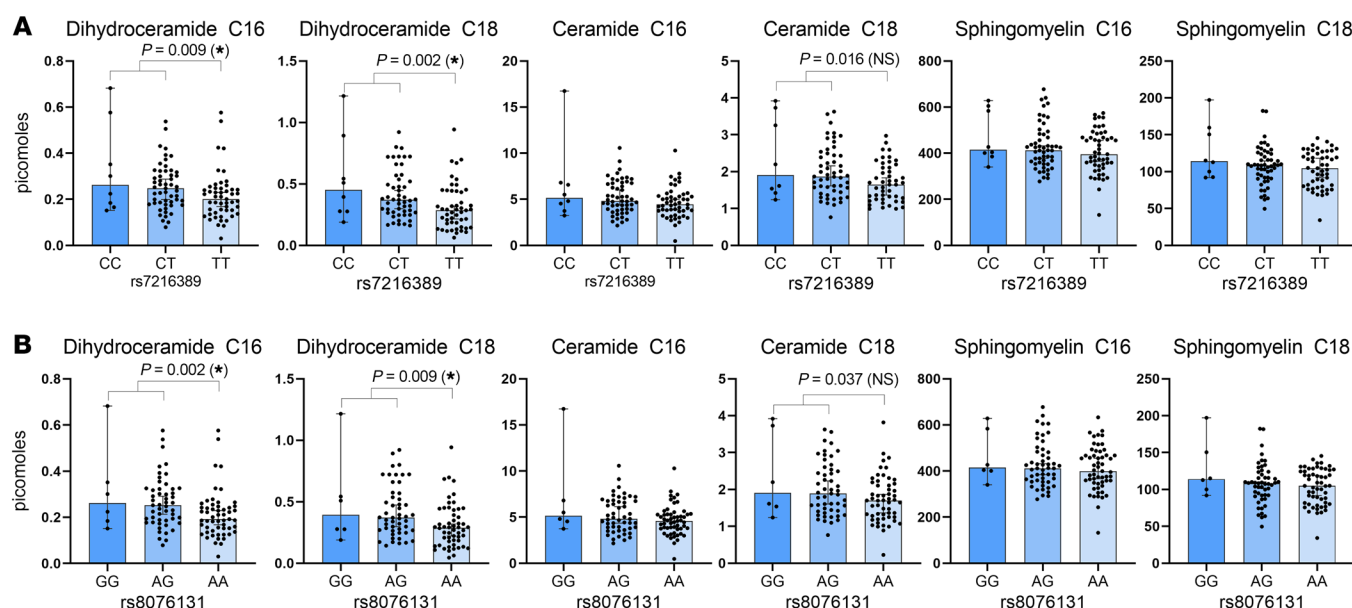 A
Dihydroceramide C16
Dihydroceramide C18
Ceramide C16
Ceramide C18
Sphingomyelin C16
Sphingomyelin C18
P = 0.009 (*)
P = 0.002 (*)
P = 0.016 (NS)
picomoles
0.8
0.6
0.4
0.2
0.0
CC CT TT
rs7216389
1.5
1.0
0.5
0.0
CC CT TT
rs7216389
20
15
10
5
0
CC CT TT
rs7216389
5
4
3
2
1
0
CC CT TT
rs7216389
800
600
400
200
0
CC CT TT
rs7216389
250
200
150
100
50
0
CC CT TT
rs7216389
B
Dihydroceramide C16
Dihydroceramide C18
Ceramide C16
Ceramide C18
Sphingomyelin C16
Sphingomyelin C18
P = 0.002 (*)
P = 0.009 (*)
P = 0.037 (NS)
picomoles
0.8
0.6
0.4
0.2
0.0
GG AG AA
rs8076131
1.5
1.0
0.5
0.0
GG AG AA
rs8076131
20
15
10
5
0
GG AG AA
rs8076131
5
4
3
2
1
0
GG AG AA
rs8076131
800
600
400
200
0
GG AG AA
rs8076131
250
200
150
100
50
0
GG AG AA
rs8076131